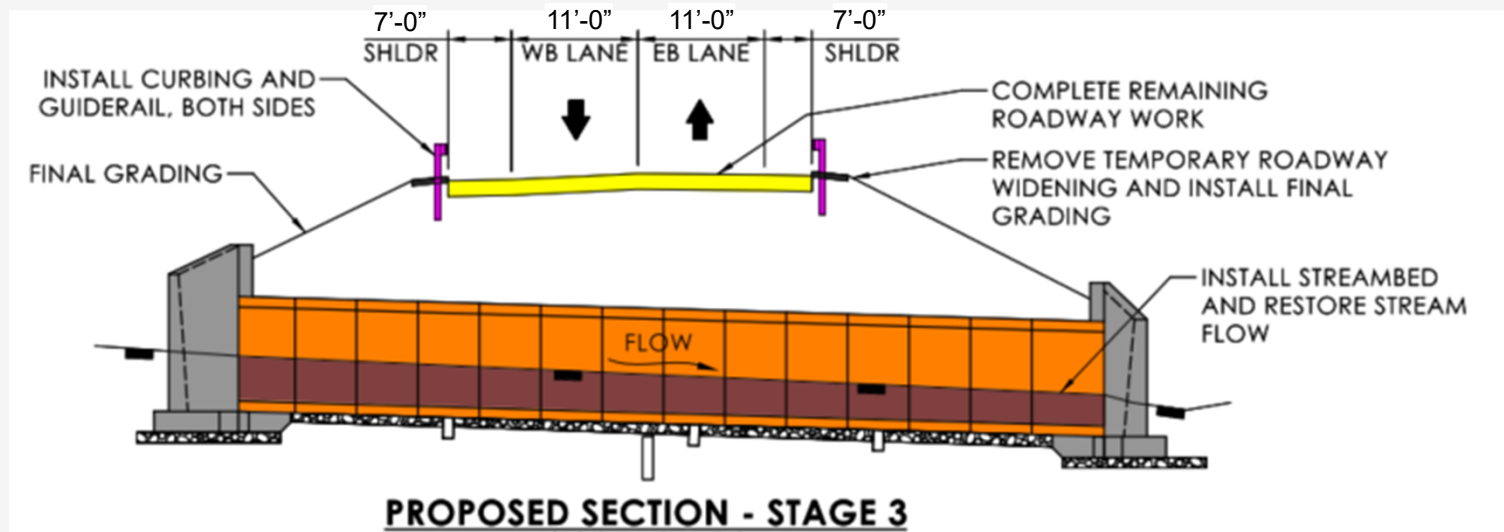 7’-0” 11’-0” 11’-0” 7’-0”
SHLDR WB LANE EB LANE SHLDR
INSTALL CURBING AND
GUIDERAIL, BOTH SIDES
COMPLETE REMAINING
ROADWAY WORK
FINAL GRADING
REMOVE TEMPORARY ROADWAY
WIDENING AND INSTALL FINAL
GRADING
INSTALL STREAMBED
AND RESTORE STREAM
FLOW
FLOW
PROPOSED SECTION - STAGE 3